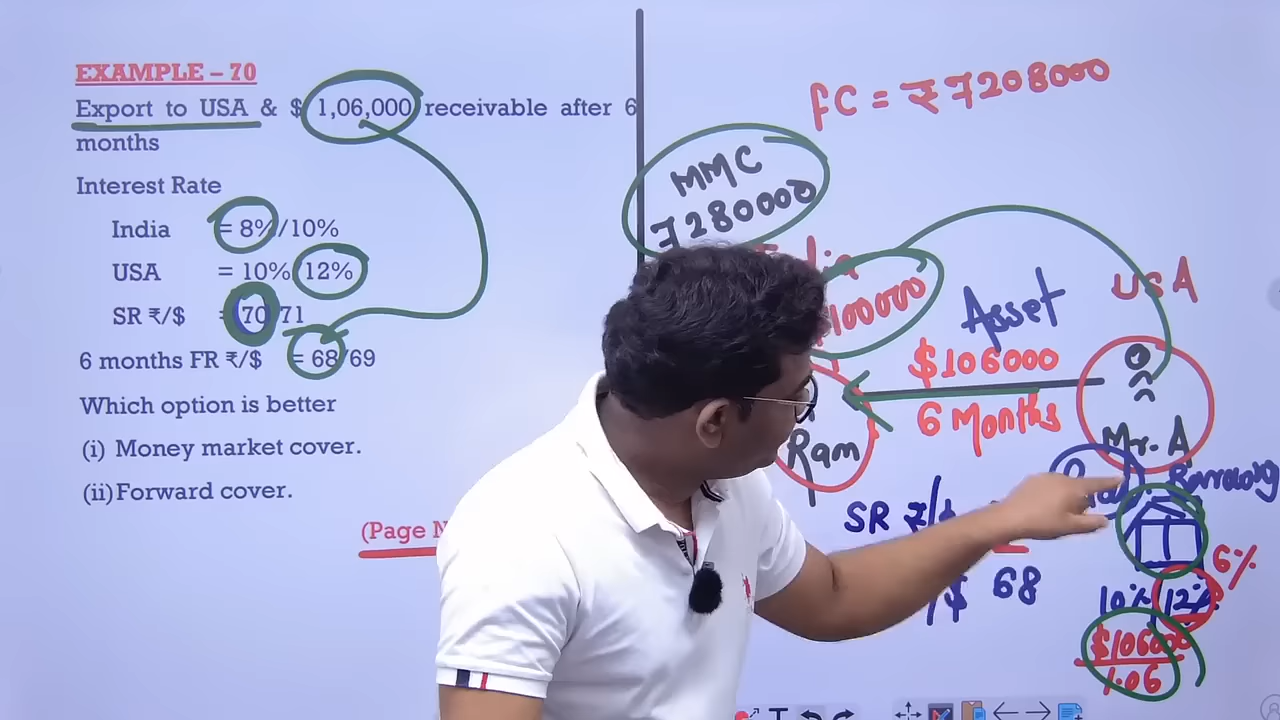 EXAMPLE – 70
Export to USA & $ 1,06,000 receivable after 6
months
Interest Rate
India = 8%/10%
USA = 10%/12%
SR ₹/$ = 70/71
6 months FR ₹/$ = 68/69
Which option is better
(i) Money market cover.
(ii) Forward cover.
(Page
FC = ₹7208000
MMC
7280000
100000
Asset
USA
$106000
6 Months
Ram
Mr. A
SR ₹/$
68
6%
10% 12%
$106000
1.06